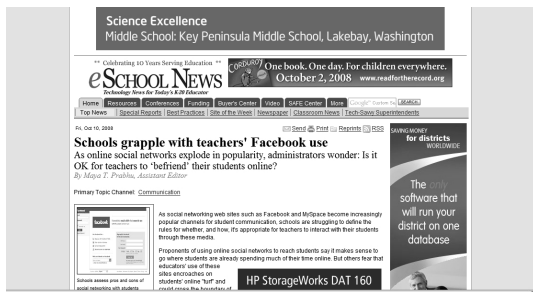 Science Excellence
Middle School: Key Peninsula Middle School, Lakebay, Washington
** Celebrating 10 Years Serving Education **
eSCHOOL NEWS
Technology News for Today's K-20 Educator
CORDUROY
One book. One day. For children everywhere.
October 2, 2008 www.readfortherecord.org
Home Resources Conferences Funding Buyer's Center Video SAFE Center More Google SEARCH
Top News | Special Reports | Best Practices | Site of the Week | Newspaper | Classroom News | Tech-Savvy Superintendents
Fri, Oct 10, 2008
Send Print Reprints RSS
Schools grapple with teachers' Facebook use
As online social networks explode in popularity, administrators wonder: Is it
OK for teachers to 'befriend' their students online?
By Maya T. Prabhu, Assistant Editor
Primary Topic Channel: Communication
As social networking web sites such as Facebook and MySpace become increasingly
popular channels for student communication, schools are struggling to define the
rules for whether, and how, it's appropriate for teachers to interact with their students
through these media.
Proponents of using online social networks to reach students say it makes sense to
go where students are already spending much of their time online. But others fear that
educators' use of these
sites encroaches on
students' online "turf" and
could cross the boundary of
Schools assess pros and cons of
social networking with students
HP StorageWorks DAT 160
SAVING MONEY
for districts
WORLDWIDE
The only
software that
will run your
district on one
database